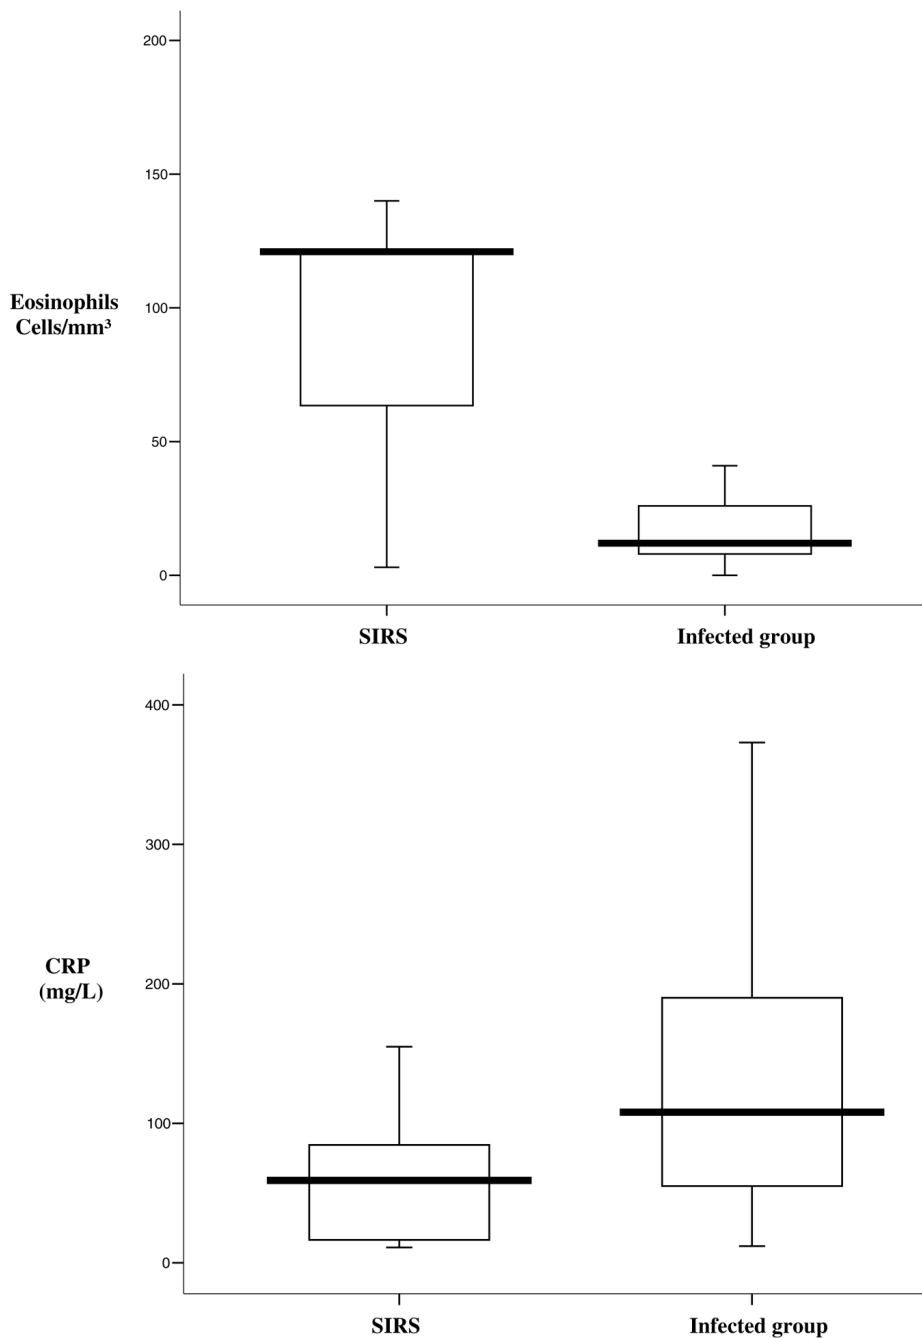 200
150
Eosinophils
Cells/mm³
100
50
0
SIRS
Infected group
400
300
CRP
(mg/L)
200
100
0
SIRS
Infected group